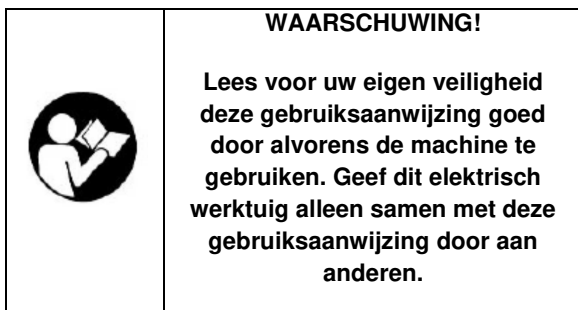 WAARSCHUWING!
Lees voor uw eigen veiligheid
deze gebruiksaanwijzing goed
door alvorens de machine te
gebruiken. Geef dit elektrisch
werktuig alleen samen met deze
gebruiksaanwijzing door aan
anderen.